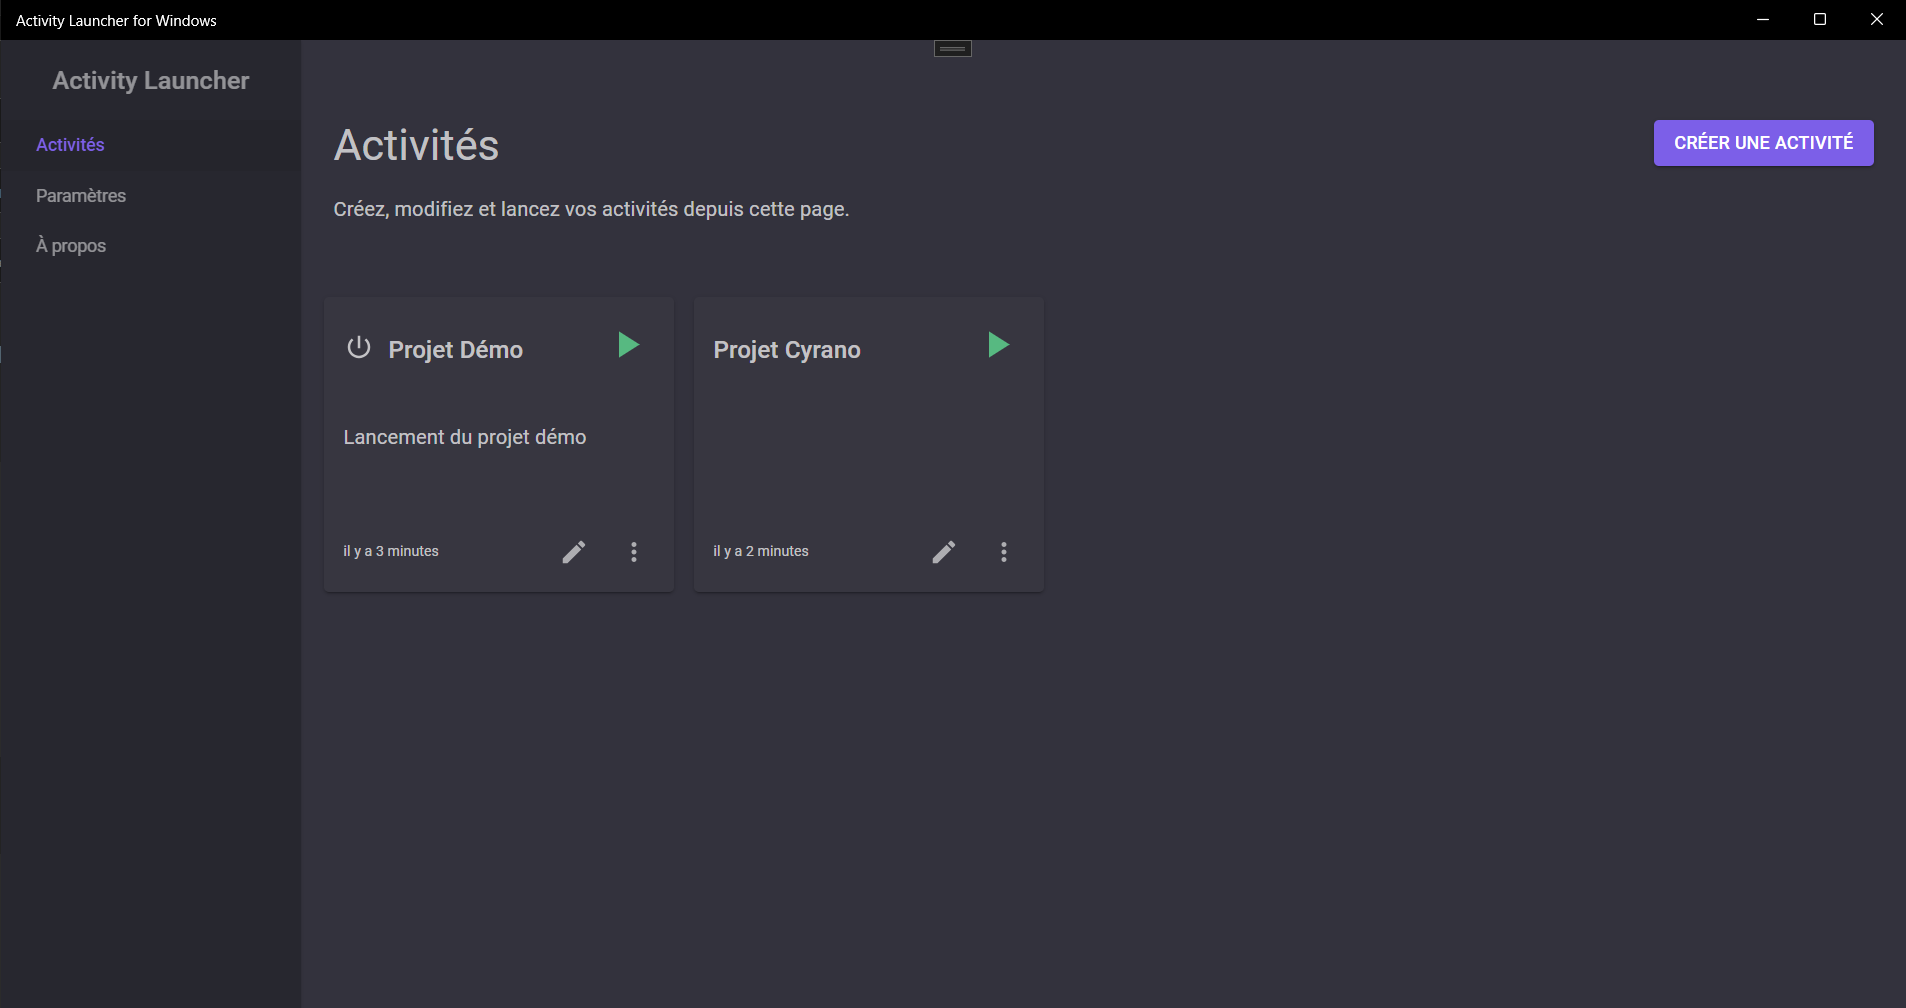 Activity Launcher for Windows
Activity Launcher
Activités
Paramètres
À propos
Activités
CRÉER UNE ACTIVITÉ
Créez, modifiez et lancez vos activités depuis cette page.
Projet Démo
Lancement du projet démo
il y a 3 minutes
Projet Cyrano
il y a 2 minutes